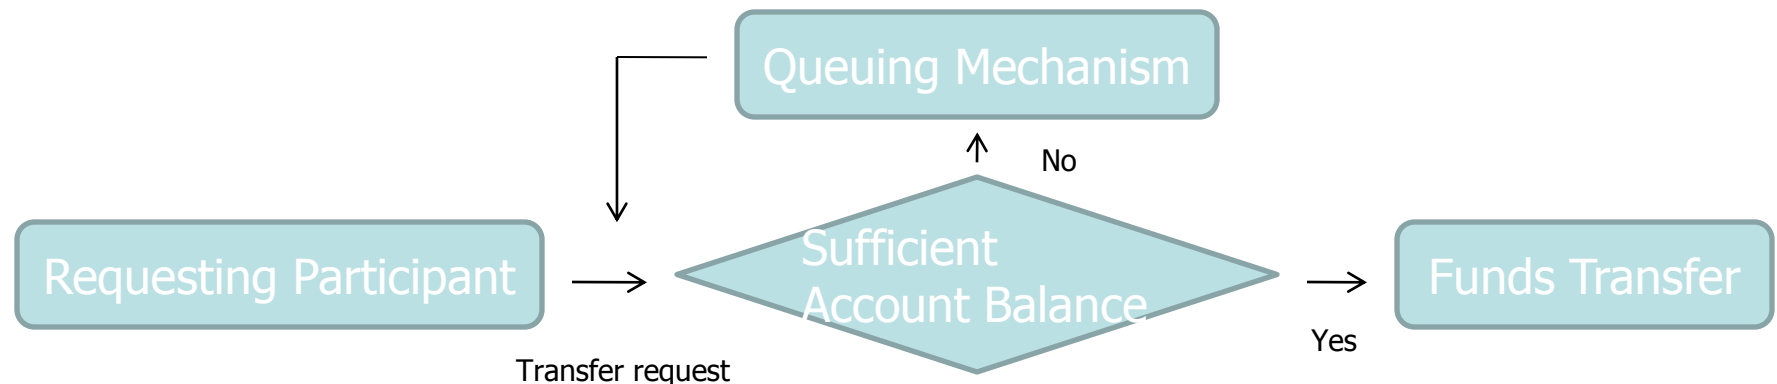 Queuing Mechanism
No
Requesting Participant
Sufficient
Account Balance
Funds Transfer
Yes
Transfer request